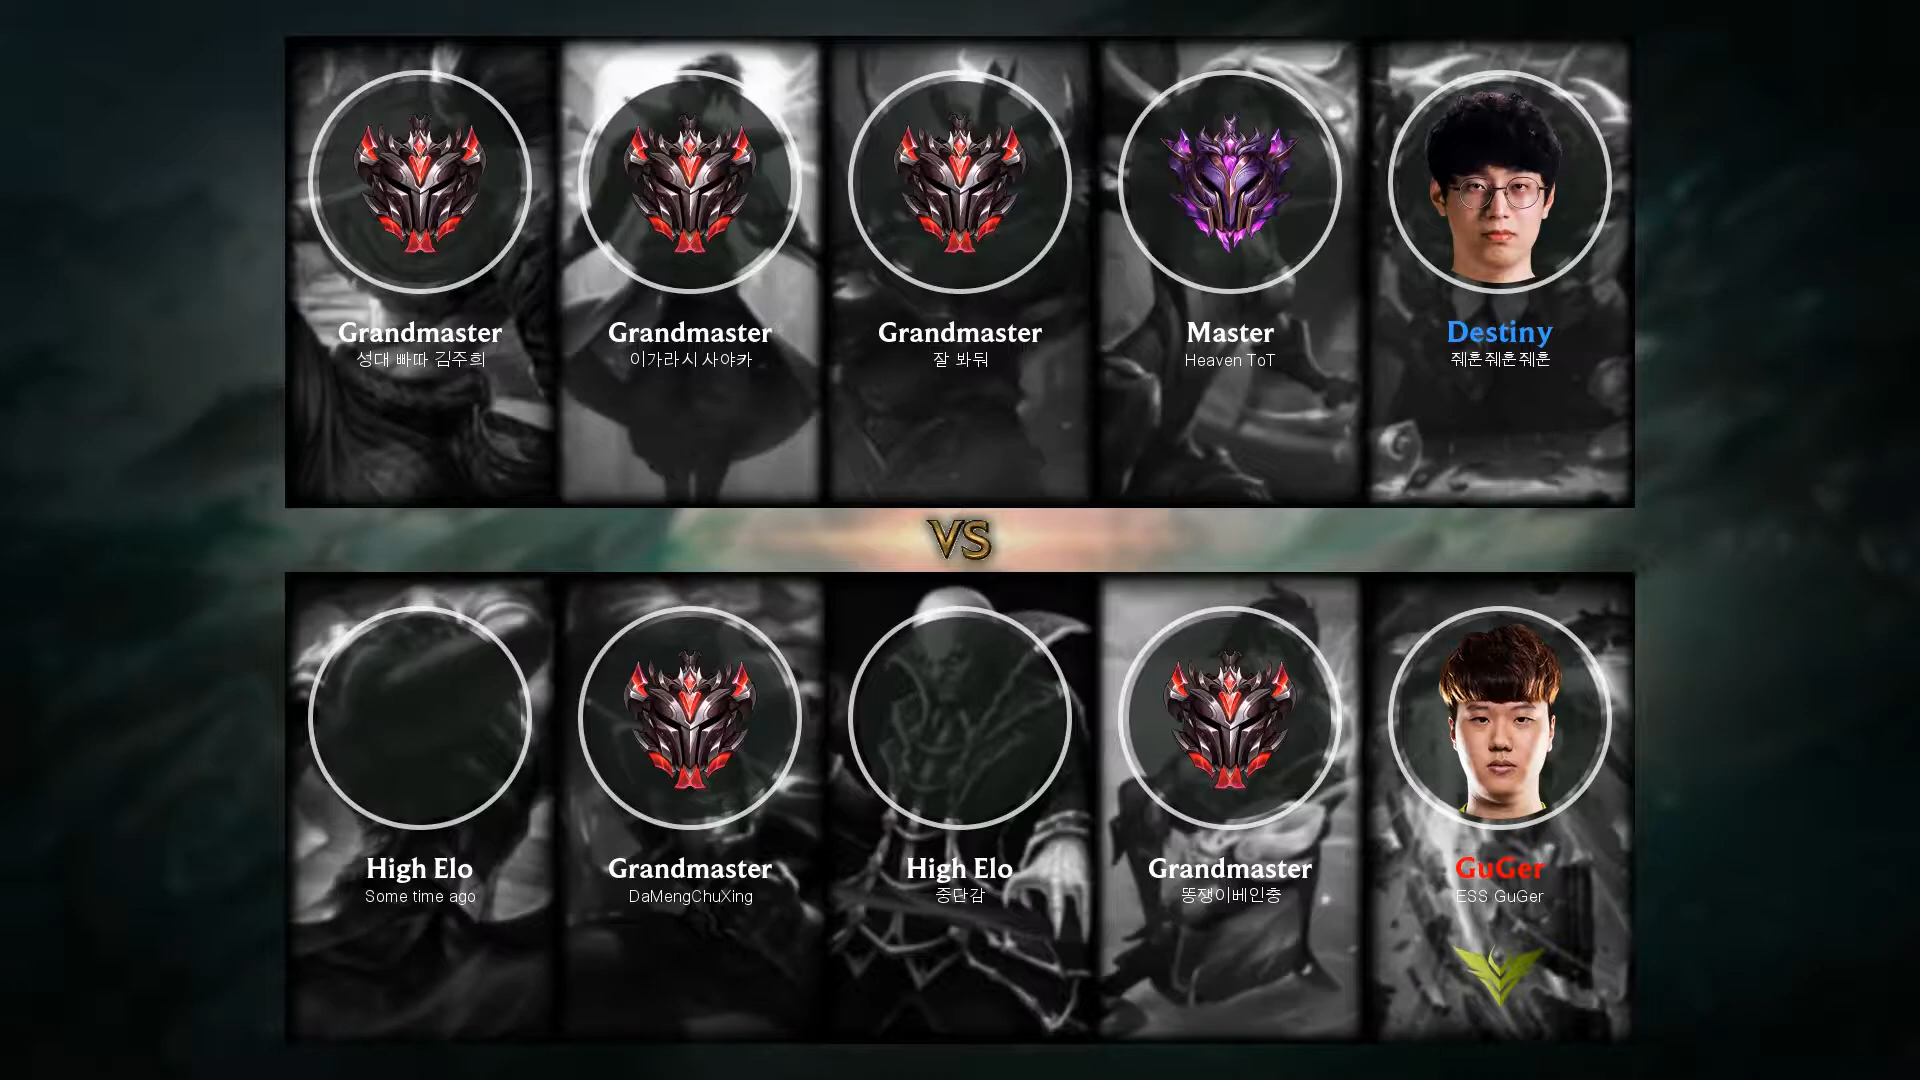 Grandmaster
성대 빠따 김주희
Grandmaster
이가라시 사야카
Grandmaster
잘 봐둬
Master
Heaven ToT
Destiny
줴훈줴훈줴훈
VS
High Elo
Some time ago
Grandmaster
DaMengChuXing
High Elo
중단감
Grandmaster
똥쟁이베인충
GuGer
ESS GuGer